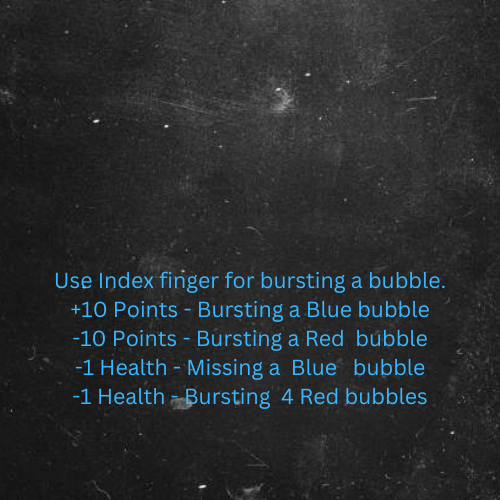 Use Index finger for bursting a bubble.
+10 Points - Bursting a Blue bubble
-10 Points - Bursting a Red  bubble
-1 Health - Missing a  Blue   bubble
-1 Health - Bursting  4 Red bubbles